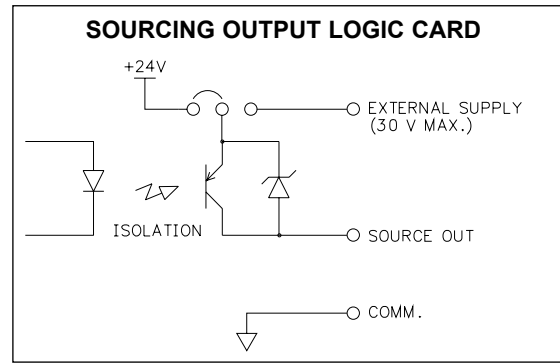 SOURCING OUTPUT LOGIC CARD
+24V
EXTERNAL SUPPLY
(30 V MAX.)
ISOLATION
SOURCE OUT
COMM.